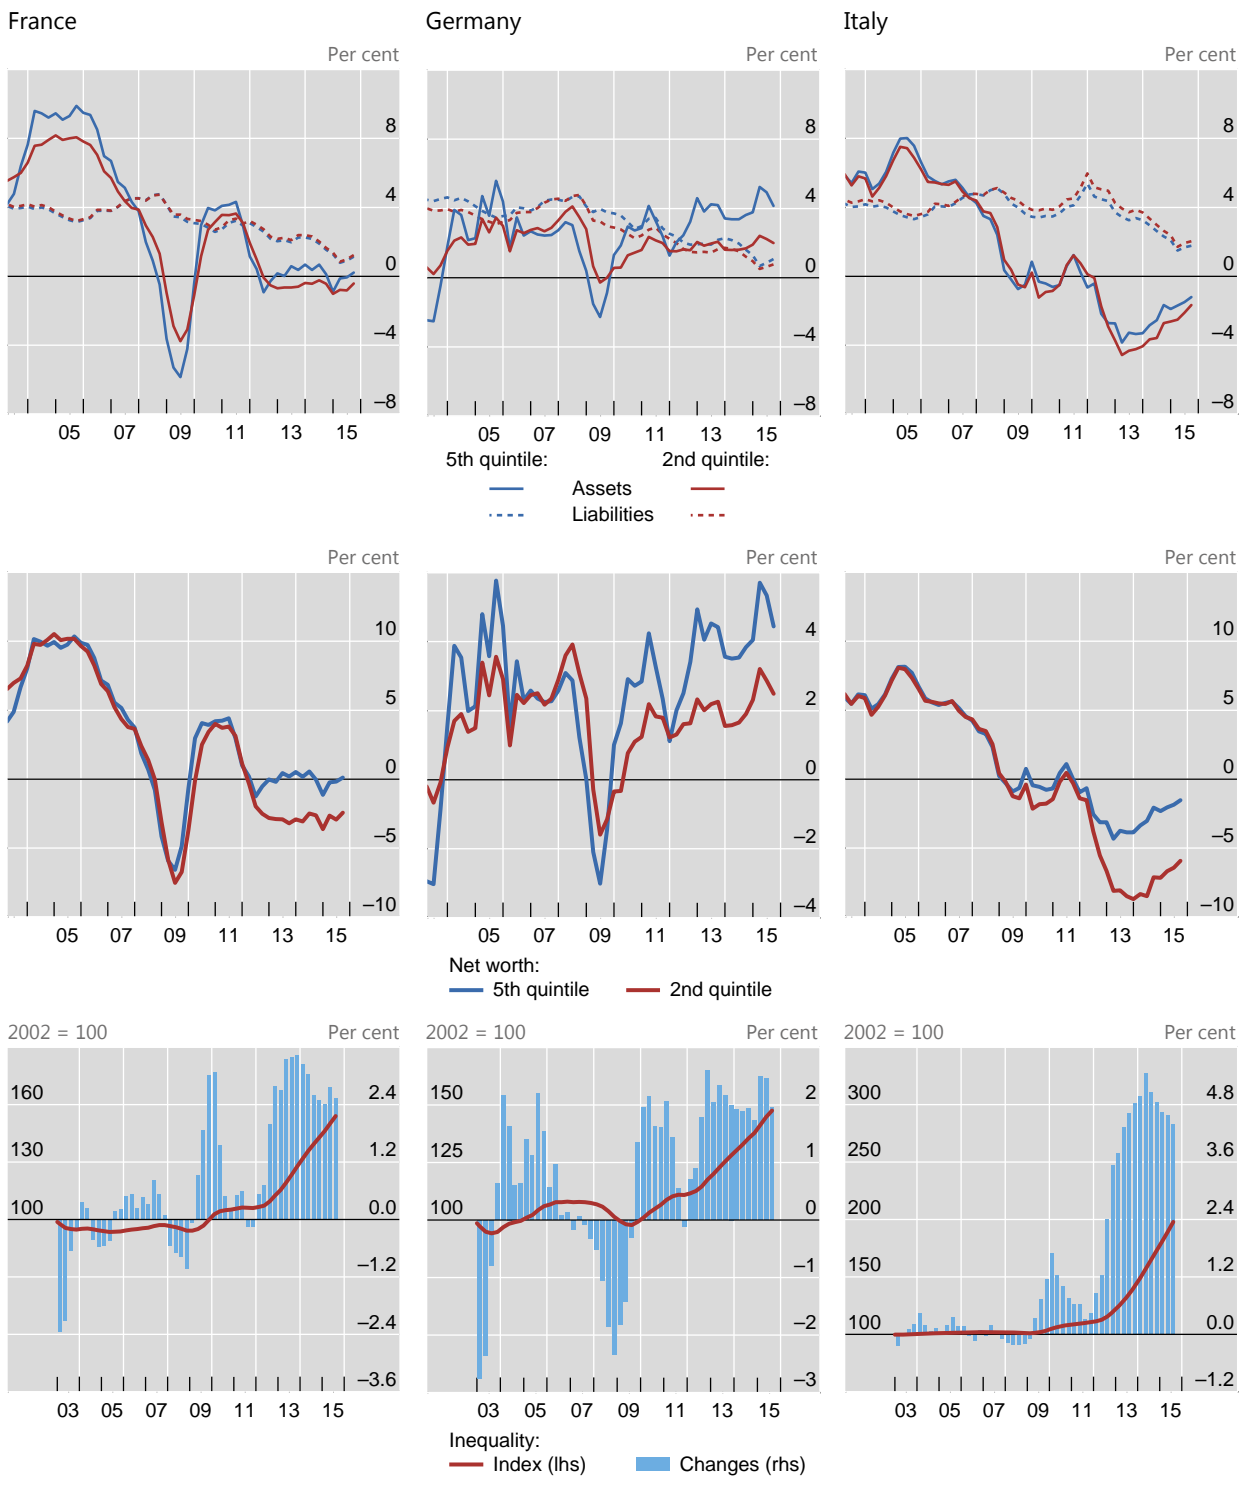 France Germany Italy
Per cent Per cent Per cent
8 8 8
4 4 4
0 0 0
–4 –4 –4
–8 –8 –8
05 07 09 11 13 15 05 07 09 11 13 15 05 07 09 11 13 15
5th quintile: 2nd quintile:
Assets
Liabilities
Per cent Per cent Per cent
10 4 10
5 2 5
0 0 0
–5 –2 –5
–10 –4 –10
05 07 09 11 13 15 05 07 09 11 13 15 05 07 09 11 13 15
Net worth:
5th quintile 2nd quintile
2002 = 100 Per cent 2002 = 100 Per cent 2002 = 100 Per cent
160 2.4 150 2 300 4.8
130 1.2 125 1 250 3.6
100 0.0 100 0 200 2.4
–1.2 –1 150 1.2
–2.4 –2 100 0.0
–3.6 –3 –1.2
03 05 07 09 11 13 15 03 05 07 09 11 13 15 03 05 07 09 11 13 15
Inequality:
Index (lhs) Changes (rhs)